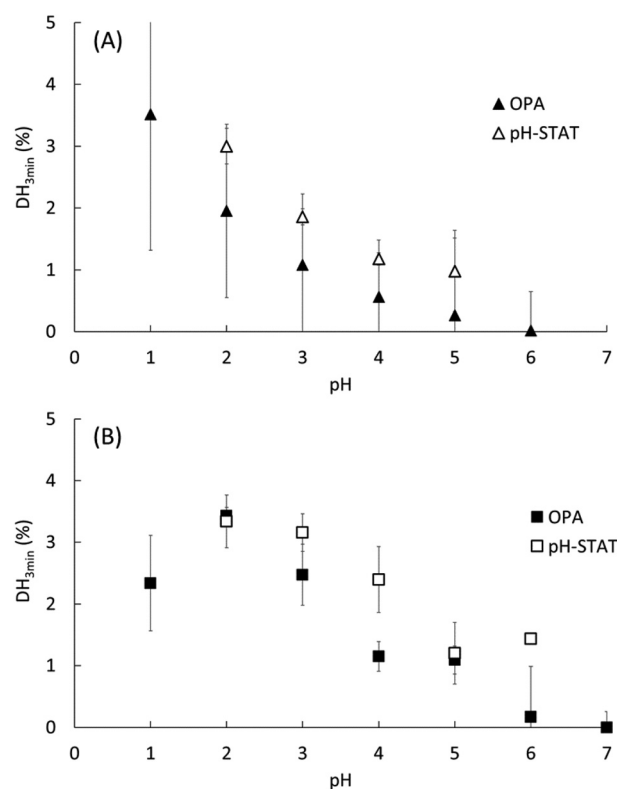 (A)
5
4
3
2
1
0
DH3min (%)
OPA
pH-STAT
0 1 2 3 4 5 6 7
pH
(B)
5
4
3
2
1
0
DH3min (%)
OPA
pH-STAT
0 1 2 3 4 5 6 7
pH